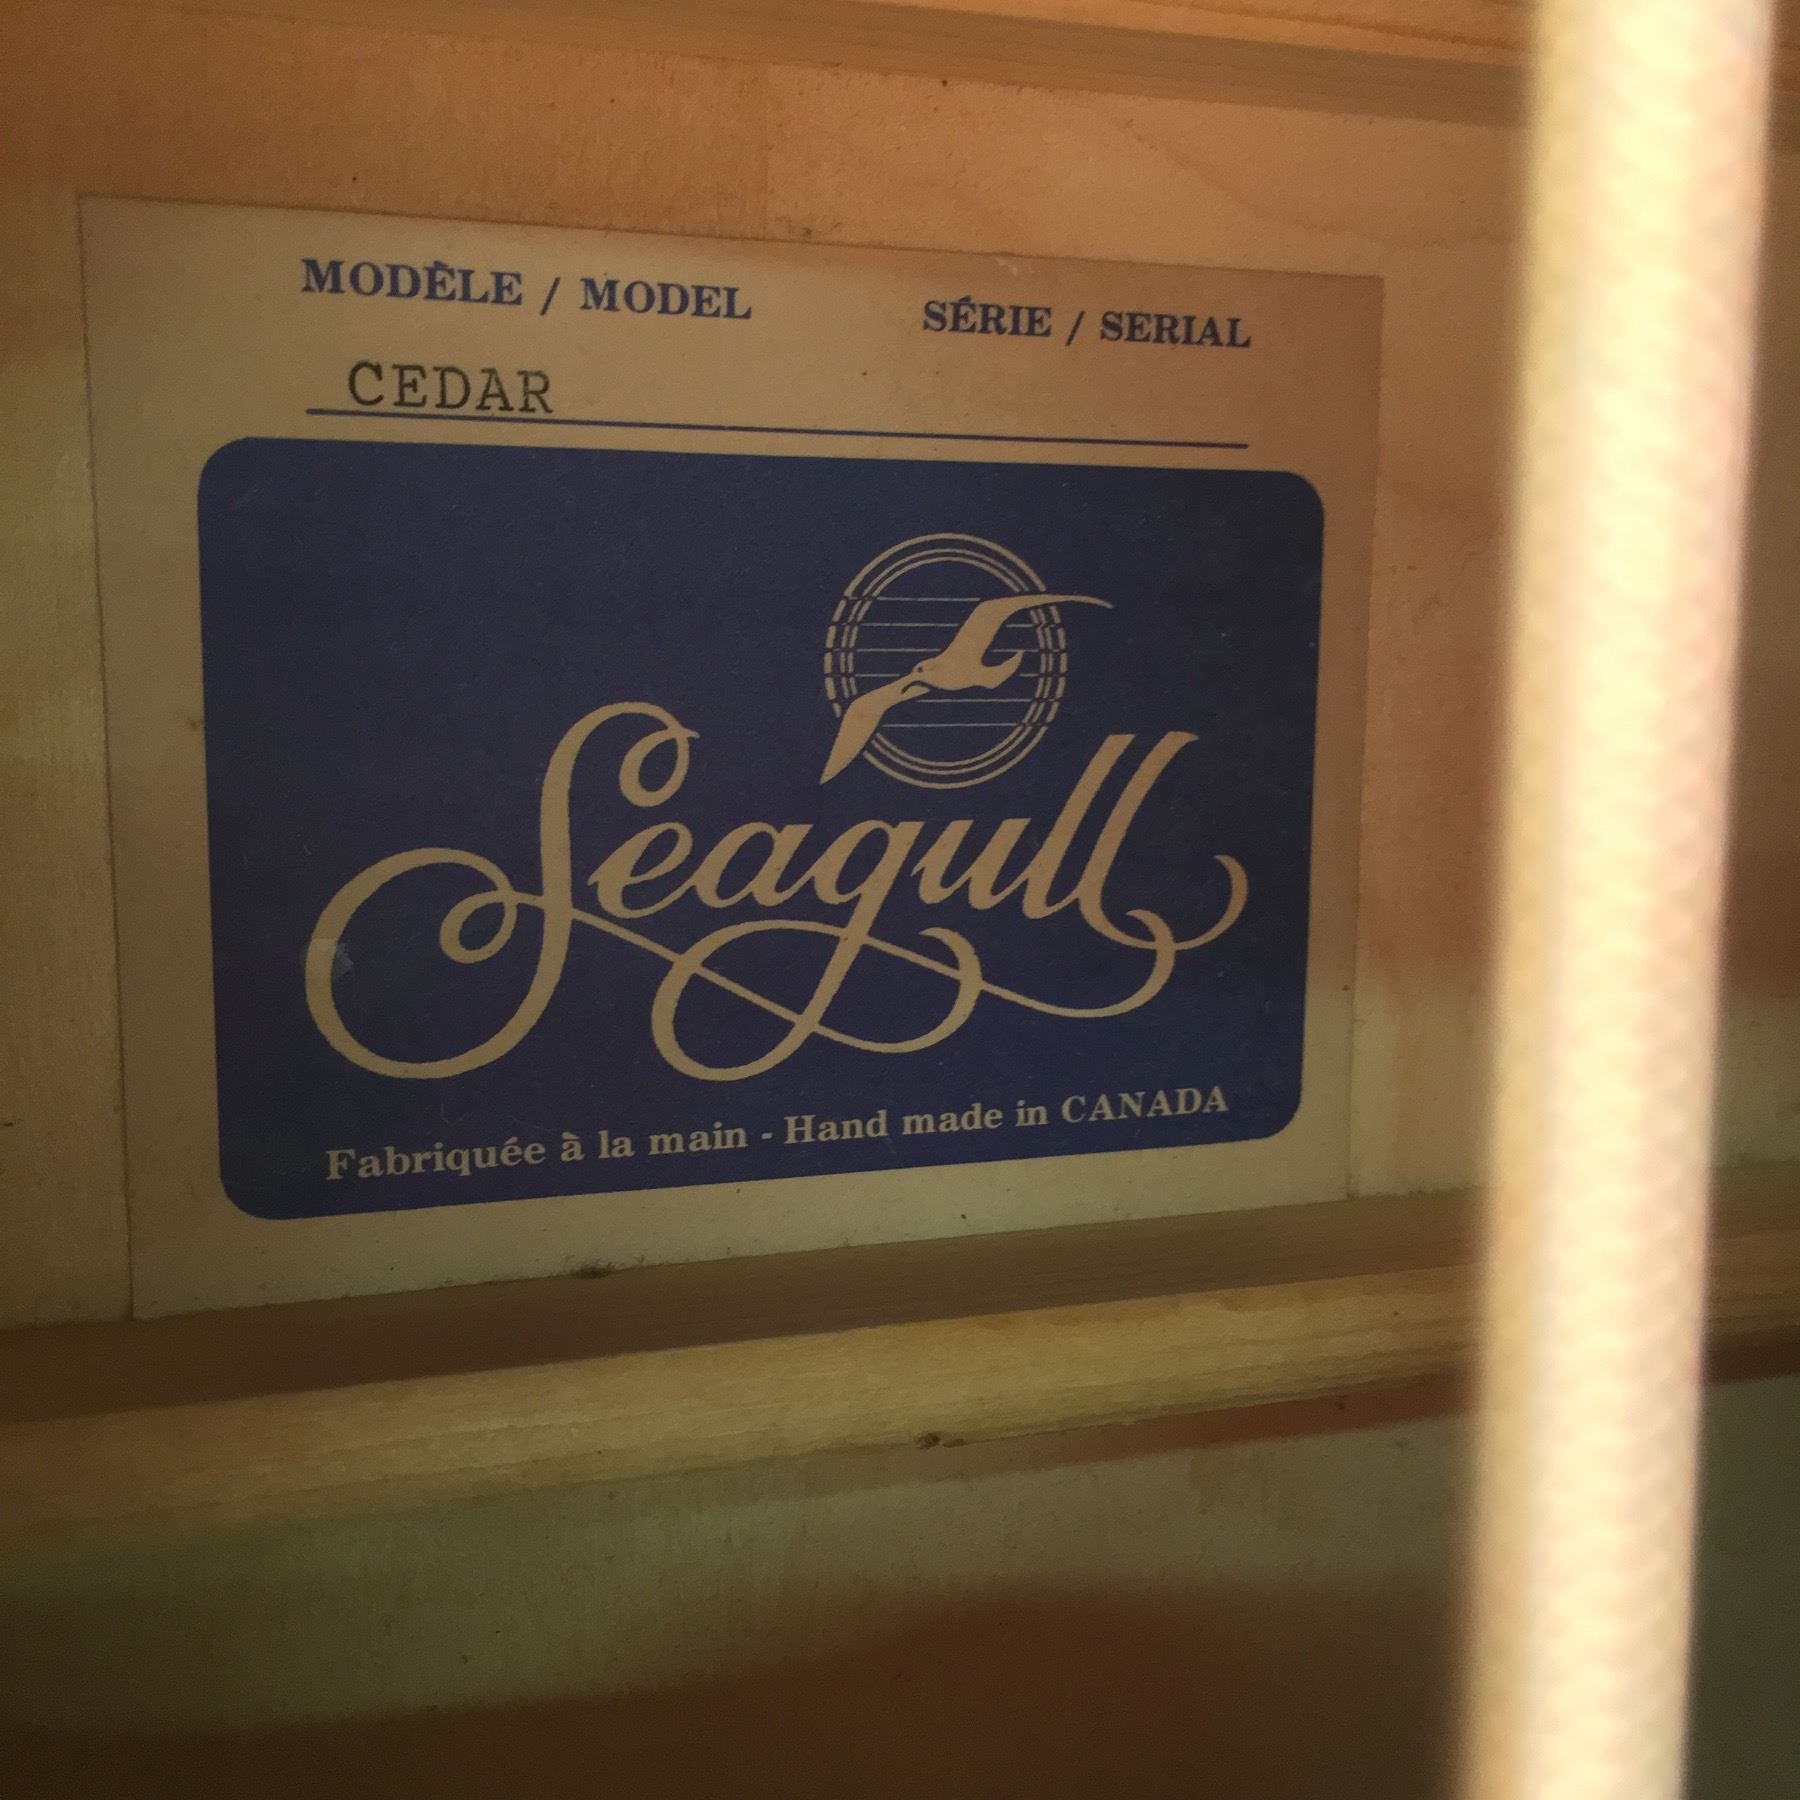 MODÈLE / MODEL SÉRIE / SERIAL
CEDAR
Seagull
Fabriquée à la main - Hand made in CANADA